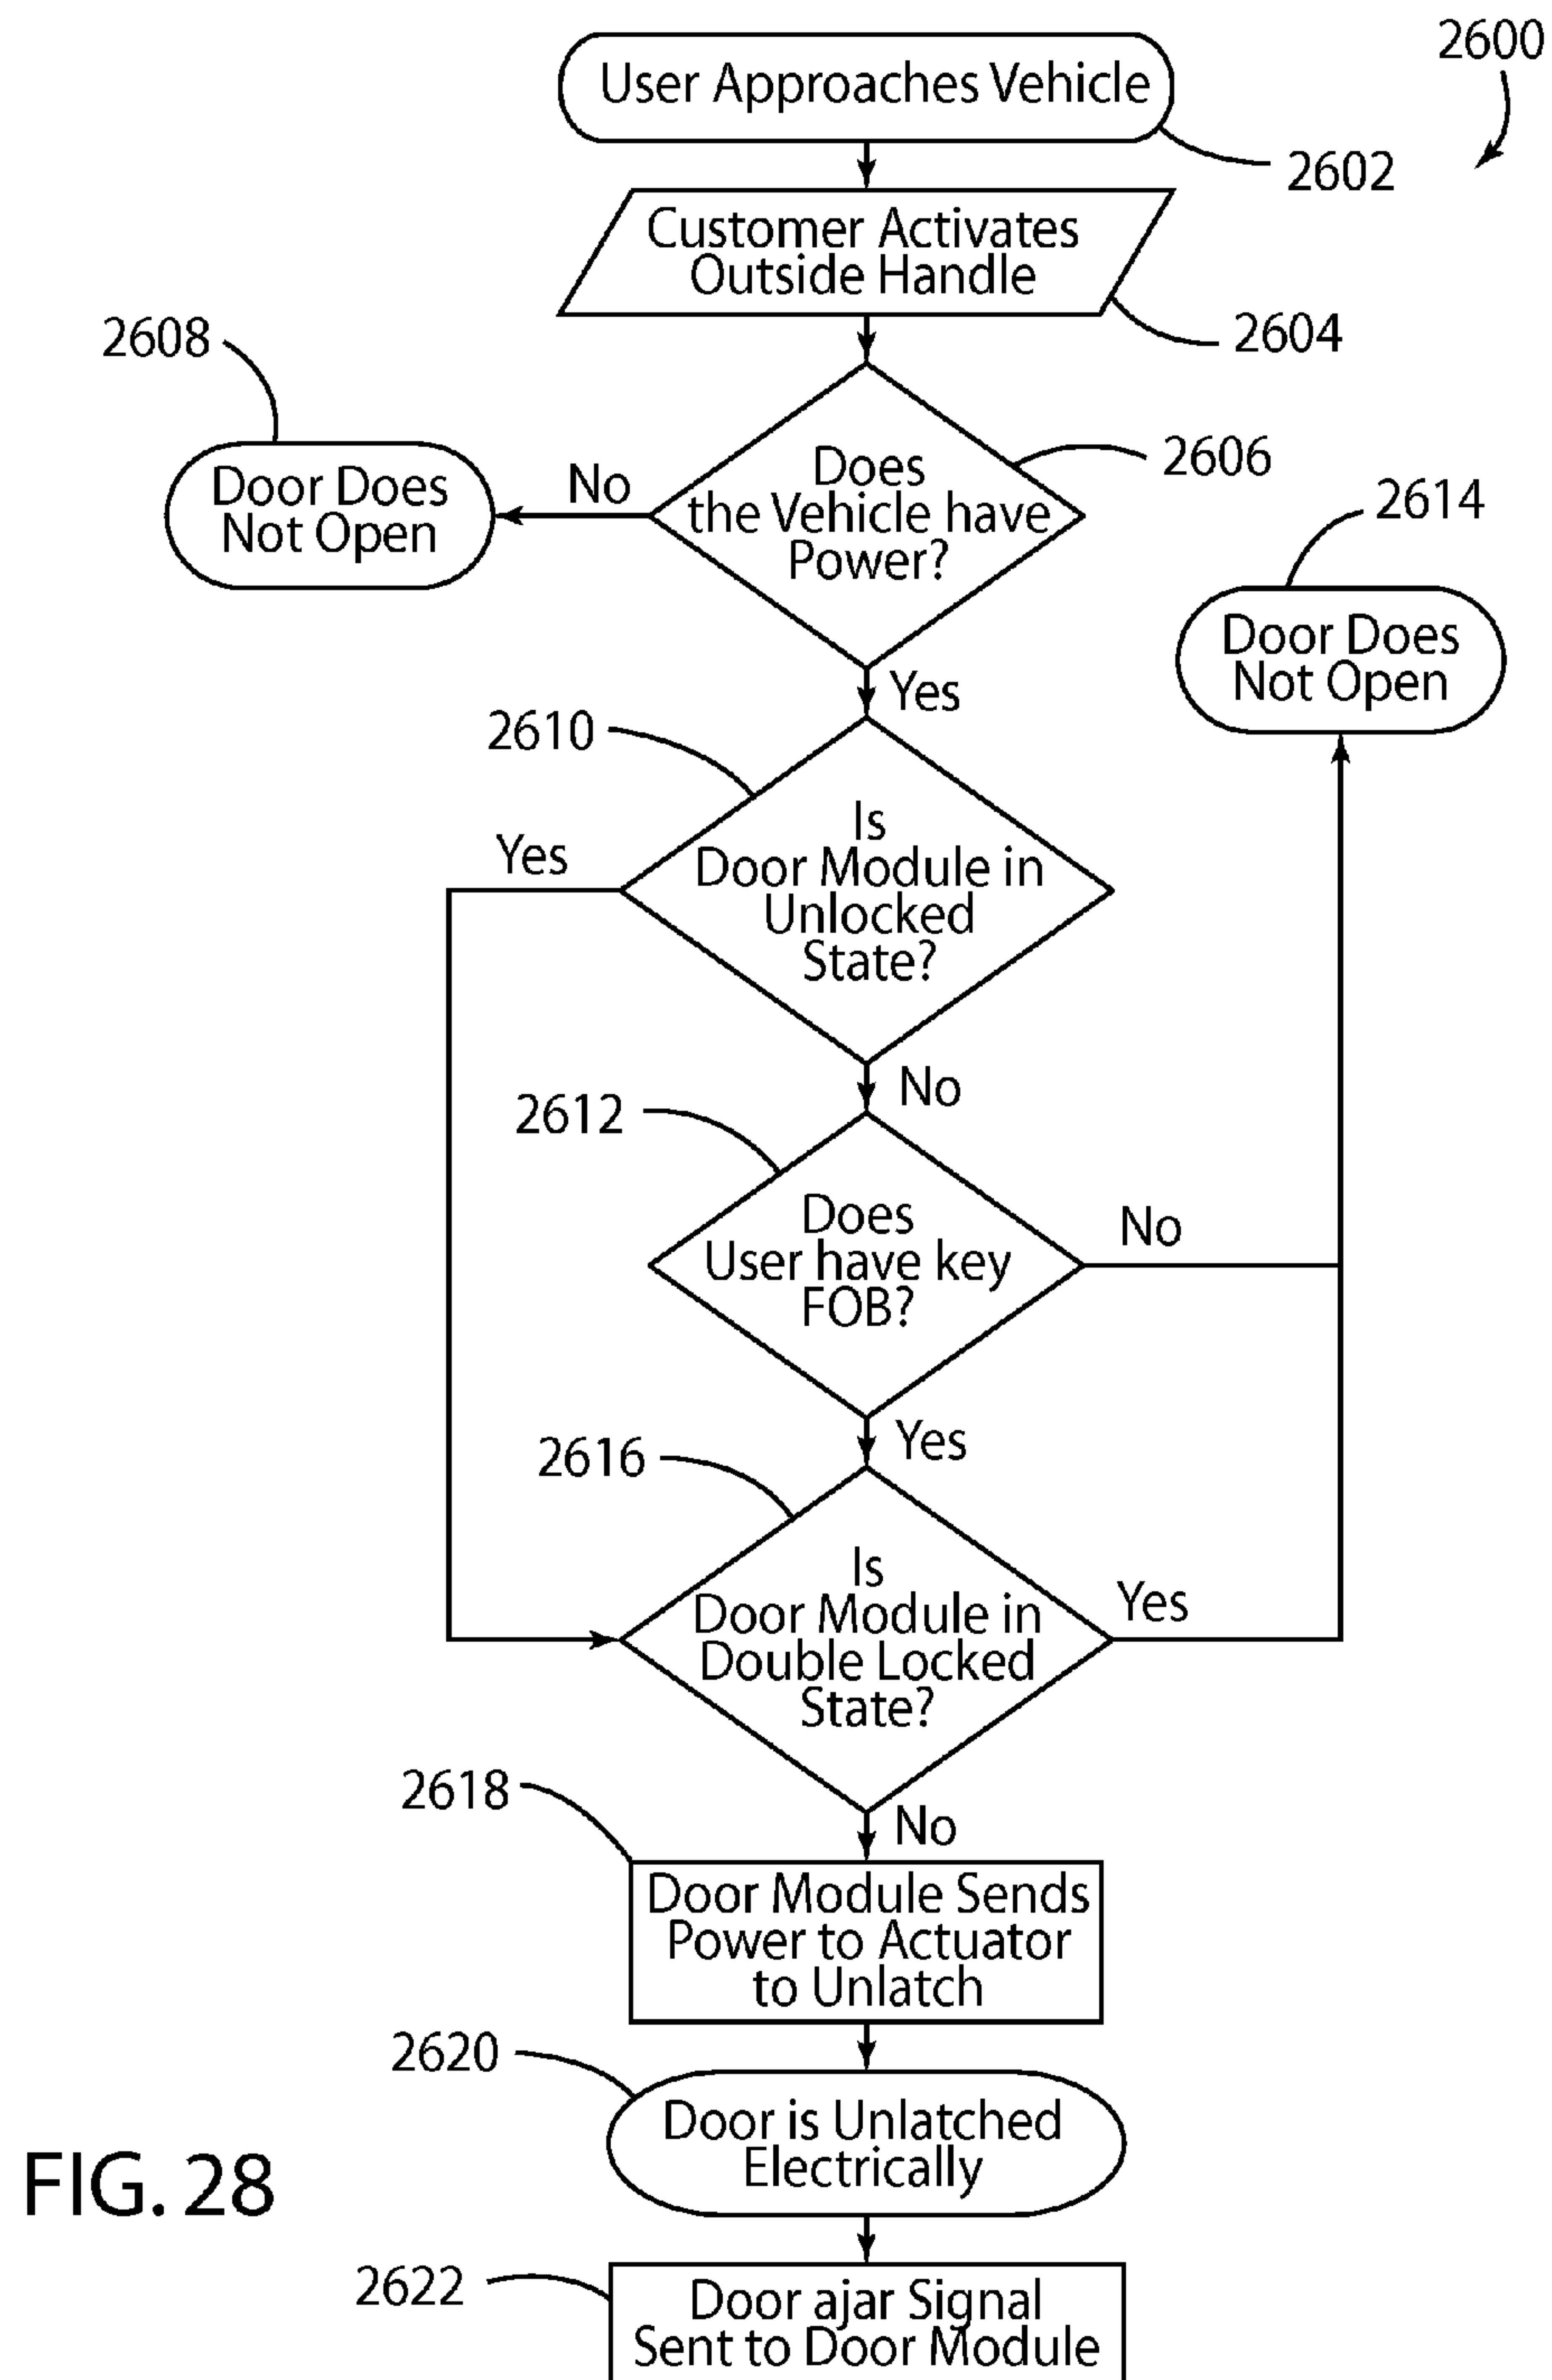 2600
User Approaches Vehicle
2602
Customer Activates
Outside Handle
2604
2608
Does
the Vehicle have
Power?
2606
No
Door Does
Not Open
2614
Door Does
Not Open
Yes
2610
Is
Door Module in
Unlocked
State?
Yes
No
2612
Does
User have key
FOB?
No
Yes
2616
Is
Door Module in
Double Locked
State?
Yes
No
2618
Door Module Sends
Power to Actuator
to Unlatch
2620
Door is Unlatched
Electrically
FIG. 28
2622
Door ajar Signal
Sent to Door Module